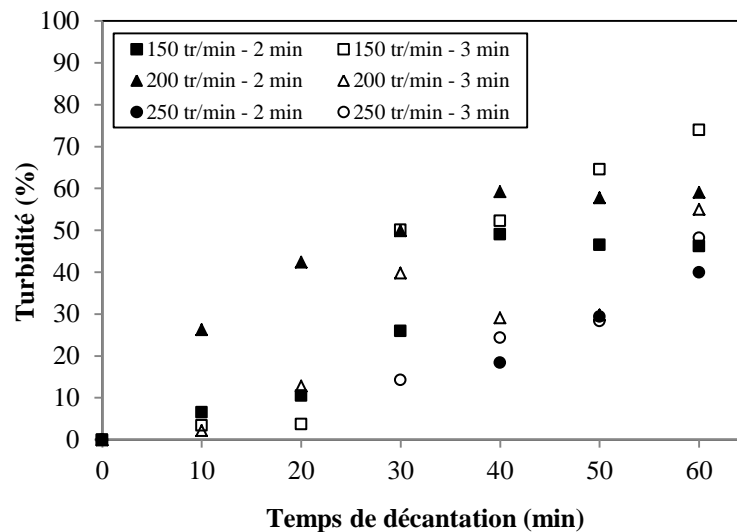 100
90
80
70
60
50
40
30
20
10
0
Turbidité (%)
150 tr/min - 2 min
150 tr/min - 3 min
200 tr/min - 2 min
200 tr/min - 3 min
250 tr/min - 2 min
250 tr/min - 3 min
0 10 20 30 40 50 60
Temps de décantation (min)